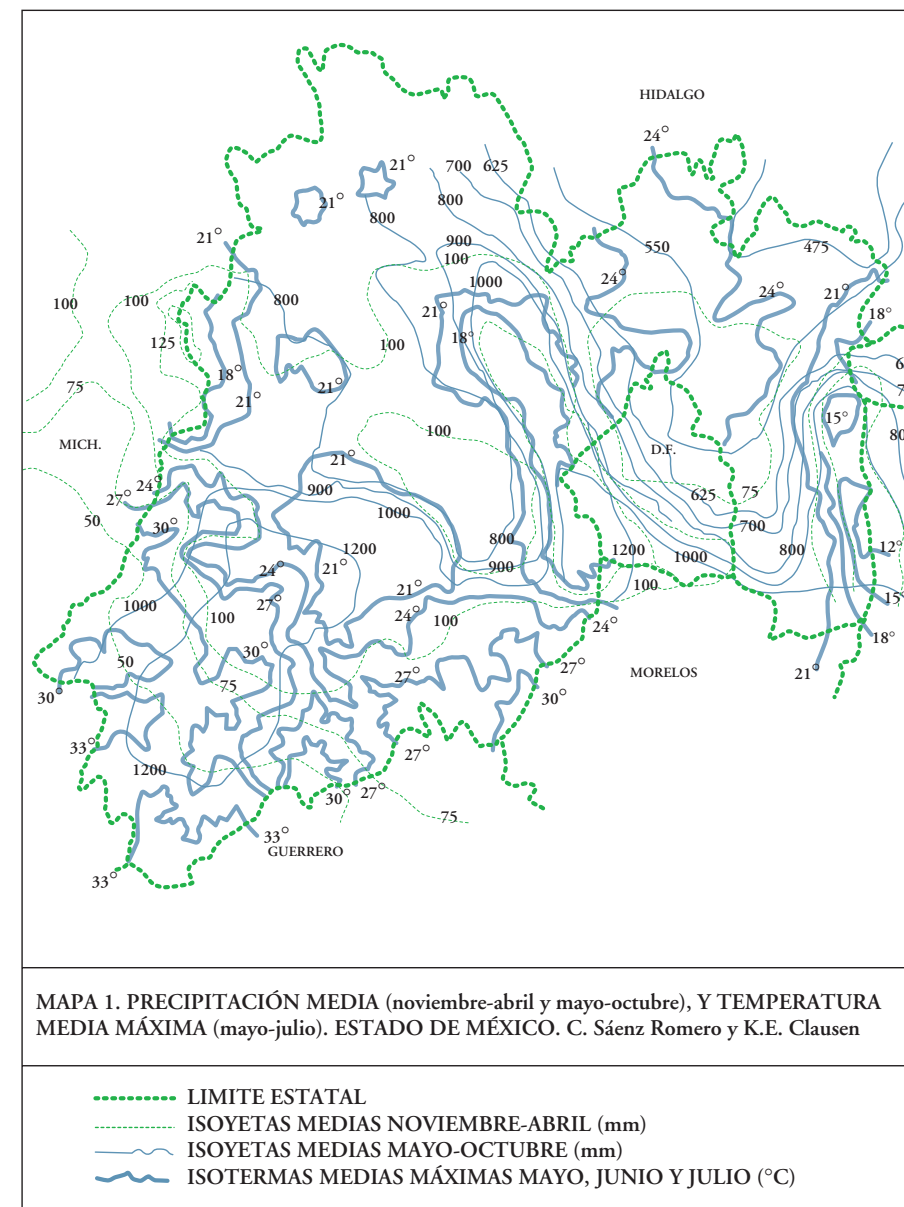 HIDALGO
24°
21° 700 625
21° 800 800
21° 900 550 475
100
24°
1000 24° 21°
100 100 800 21° 18°
125 100 18°
18° 21° 21°
75 15°
MICH. 100 D.F. 80
21°
24° 900 625 75
27° 1000 700
50 30° 800 800
1200 900 1200 1000 12°
24° 21° 21° 100
1000 27° 24° 15°
100 100 24°
30° 18°
50 75 27° 27° MORELOS 21°
30° 30°
33° 27°
1200
30° 27°
75
33°
GUERRERO
33°
MAPA 1. PRECIPITACIÓN MEDIA (noviembre-abril y mayo-octubre), Y TEMPERATURA
MEDIA MÁXIMA (mayo-julio). ESTADO DE MÉXICO. C. Sáenz Romero y K.E. Clausen
LIMITE ESTATAL
ISOYETAS MEDIAS NOVIEMBRE-ABRIL (mm)
ISOYETAS MEDIAS MAYO-OCTUBRE (mm)
ISOTERMAS MEDIAS MÁXIMAS MAYO, JUNIO Y JULIO (°C)